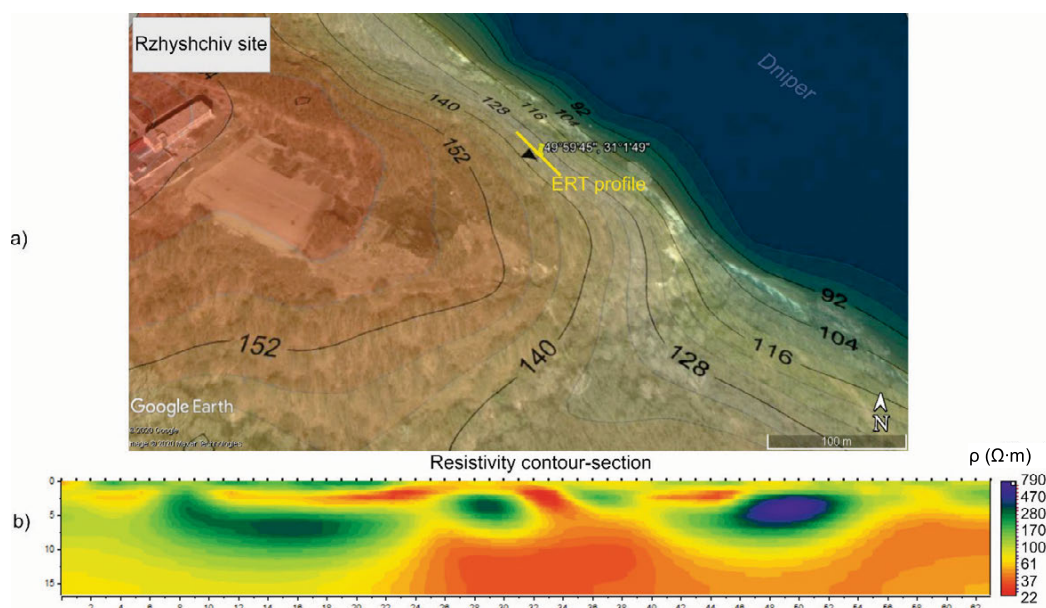 Rzhyshchiv site
Dniper
a)
140
128
116
104
92
152
49°59'45", 31°1'49"
ERT profile
92
104
116
128
140
152
Google Earth
N
100 m
Resistivity contour-section
ρ (Ω·m)
b)
0
5
10
15
2 4 6 8 10 12 14 16 18 20 22 24 26 28 30 32 34 36 38 40 42 44 46 48 50 52 54 56 58 60 62
790
470
280
170
100
61
37
22